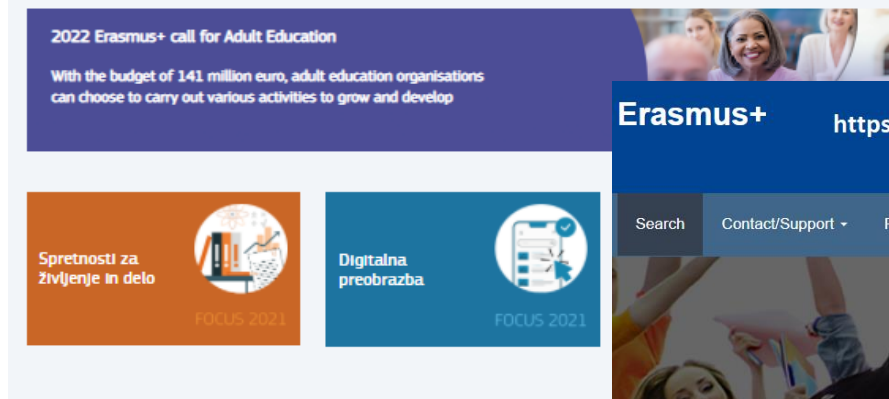 2022 Erasmus+ call for Adult Education
With the budget of 141 million euro, adult education organisations
can choose to carry out various activities to grow and develop
Erasmus+
https
Search
Contact/Support
Spretnosti za
življenje in delo
FOCUS 2021
Digitalna
preobrazba
FOCUS 2021